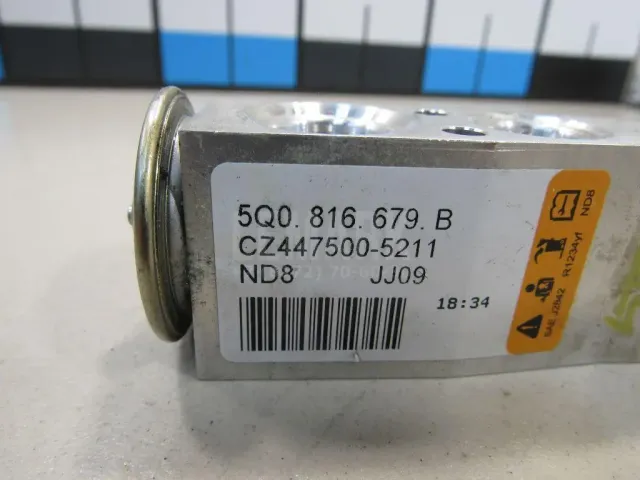 5Q0. 816. 679. B
CZ447500-5211
ND8 JJ09
18:34
ND8
R1234yf
SAE J2842